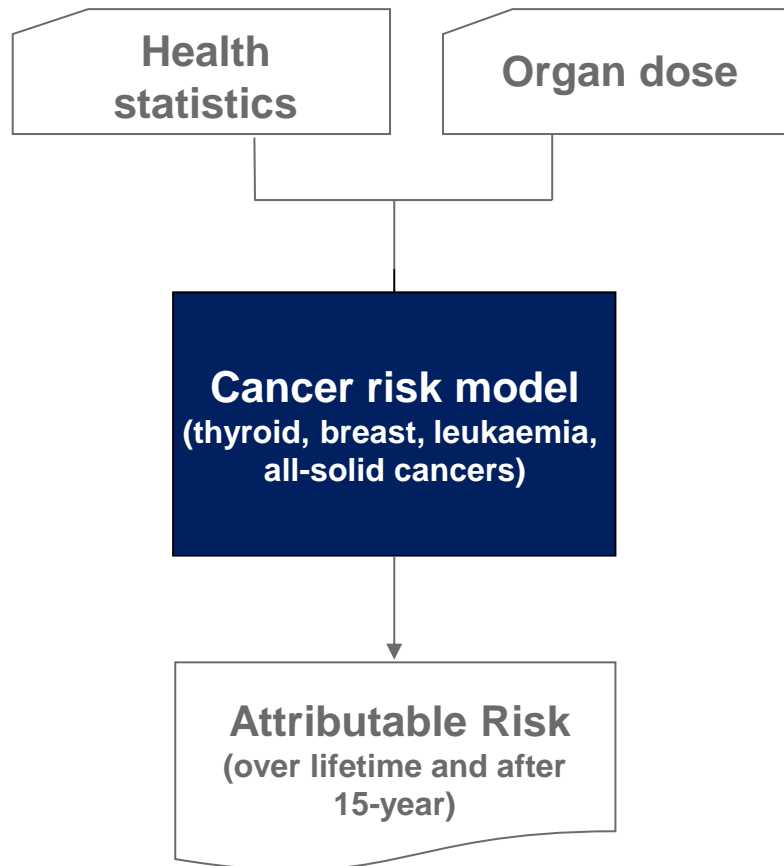 Health
statistics
Organ dose
Cancer risk model
(thyroid, breast, leukaemia,
all-solid cancers)
Attributable Risk
(over lifetime and after
15-year)